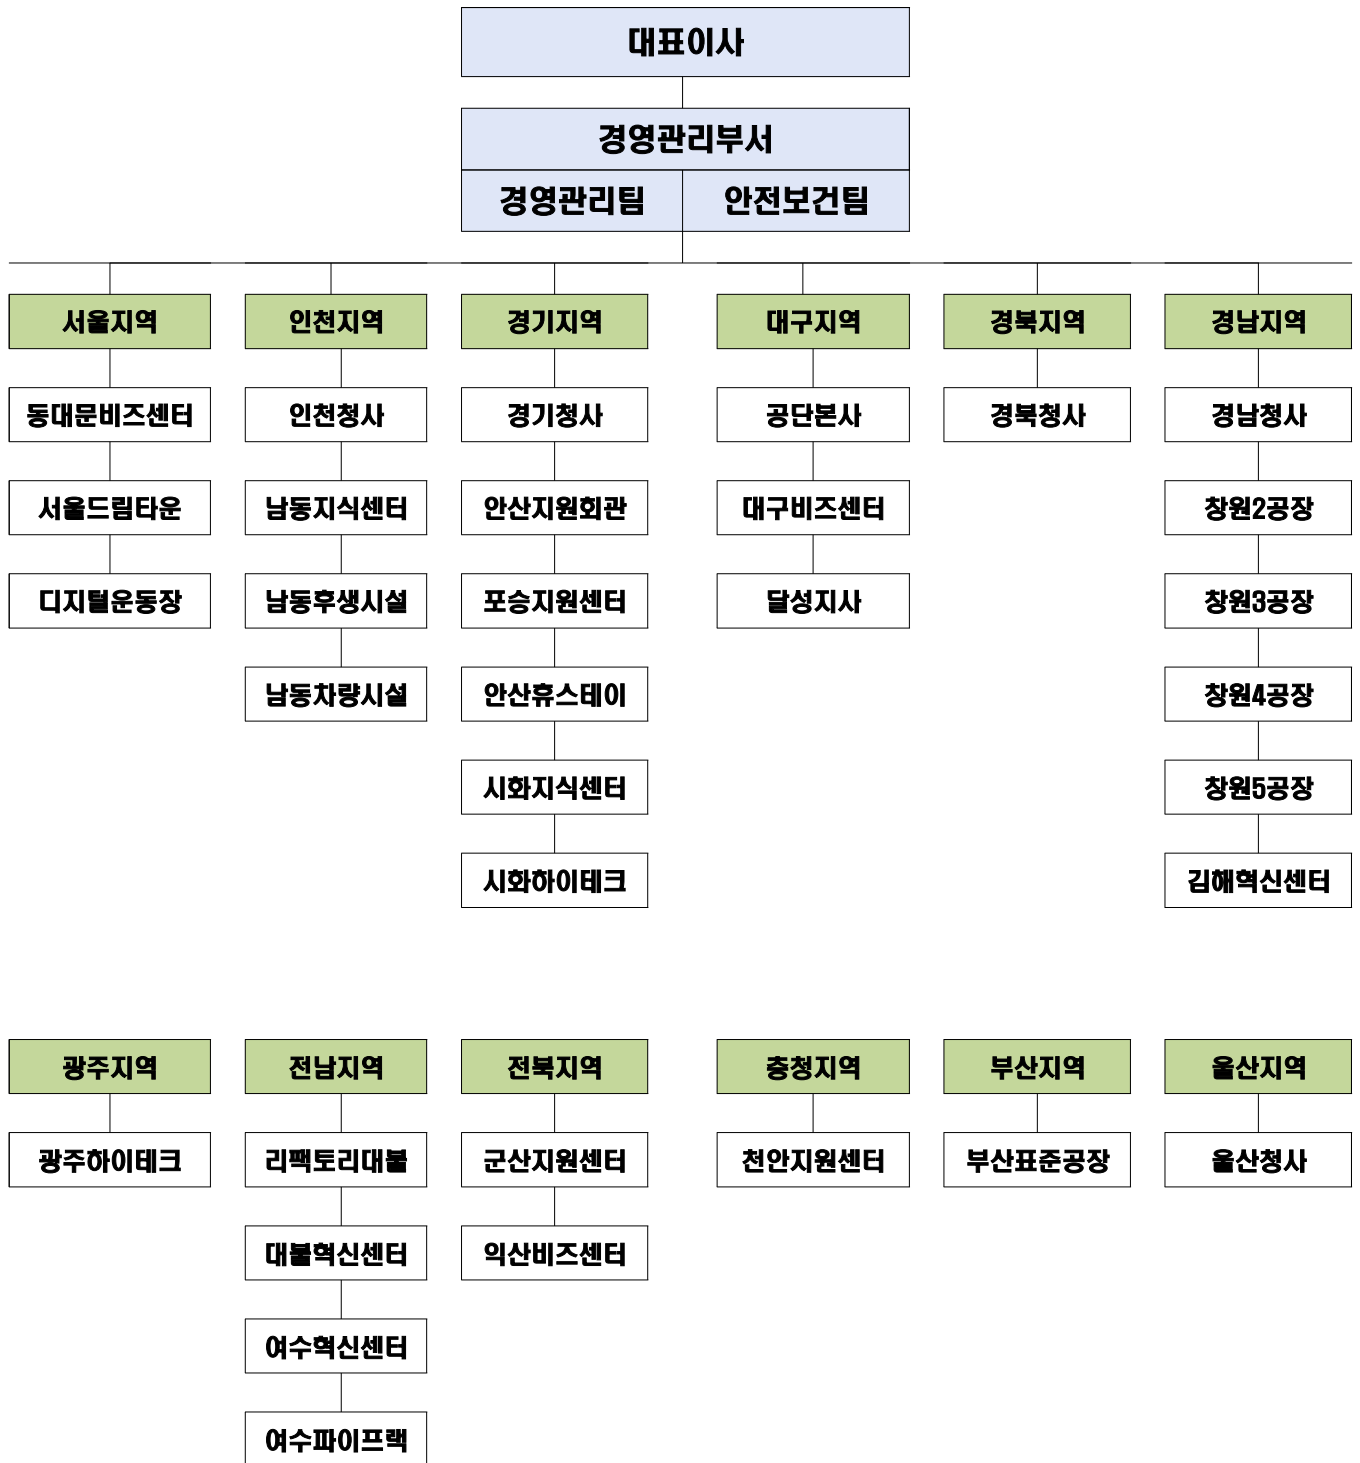 대표이사
경영관리부서
경영관리팀 안전보건팀
서울지역 인천지역 경기지역 대구지역 경북지역 경남지역
동대문비즈센터 인천청사 경기청사 공단본사 경북청사 경남청사
서울드림타운 남동지식센터 안산지원회관 대구비즈센터 창원2공장
디지털운동장 남동후생시설 포승지원센터 달성지사 창원3공장
남동차량시설 안산휴스테이 창원4공장
시화지식센터 창원5공장
시화하이테크 김해혁신센터
광주지역 전남지역 전북지역 충청지역 부산지역 울산지역
광주하이테크 리팩토리대불 군산지원센터 천안지원센터 부산표준공장 울산청사
대불혁신센터 익산비즈센터
여수혁신센터
여수파이프랙